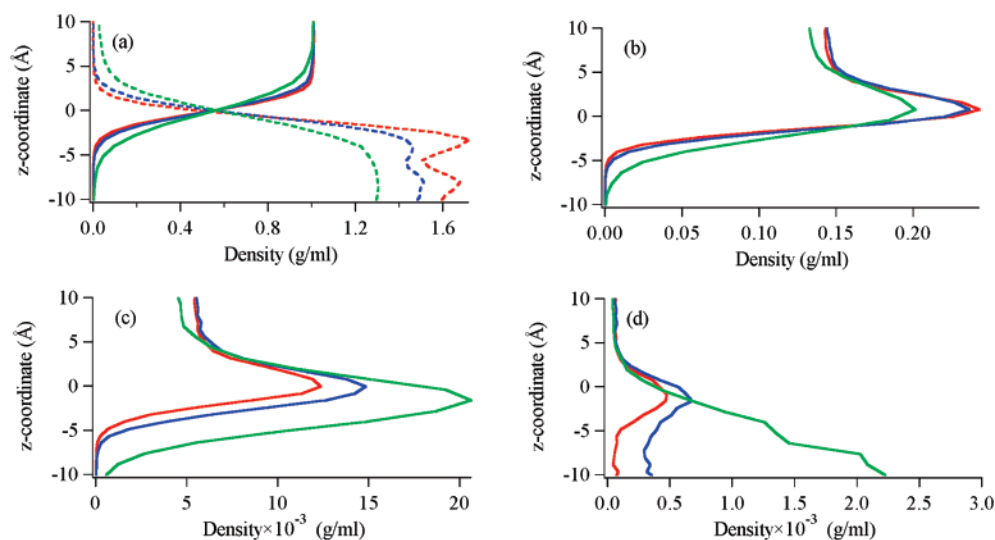 10
5
0
-5
-10
z-coordinate (Å)
(a)
0.0 0.4 0.8 1.2 1.6
Density (g/ml)
10
5
0
-5
-10
z-coordinate (Å)
(b)
0.00 0.05 0.10 0.15 0.20
Density (g/ml)
10
5
0
-5
-10
z-coordinate (Å)
(c)
0 5 10 15 20
Density×10⁻³ (g/ml)
10
5
0
-5
-10
z-coordinate (Å)
(d)
0.0 0.5 1.0 1.5 2.0 2.5 3.0
Density×10⁻³ (g/ml)